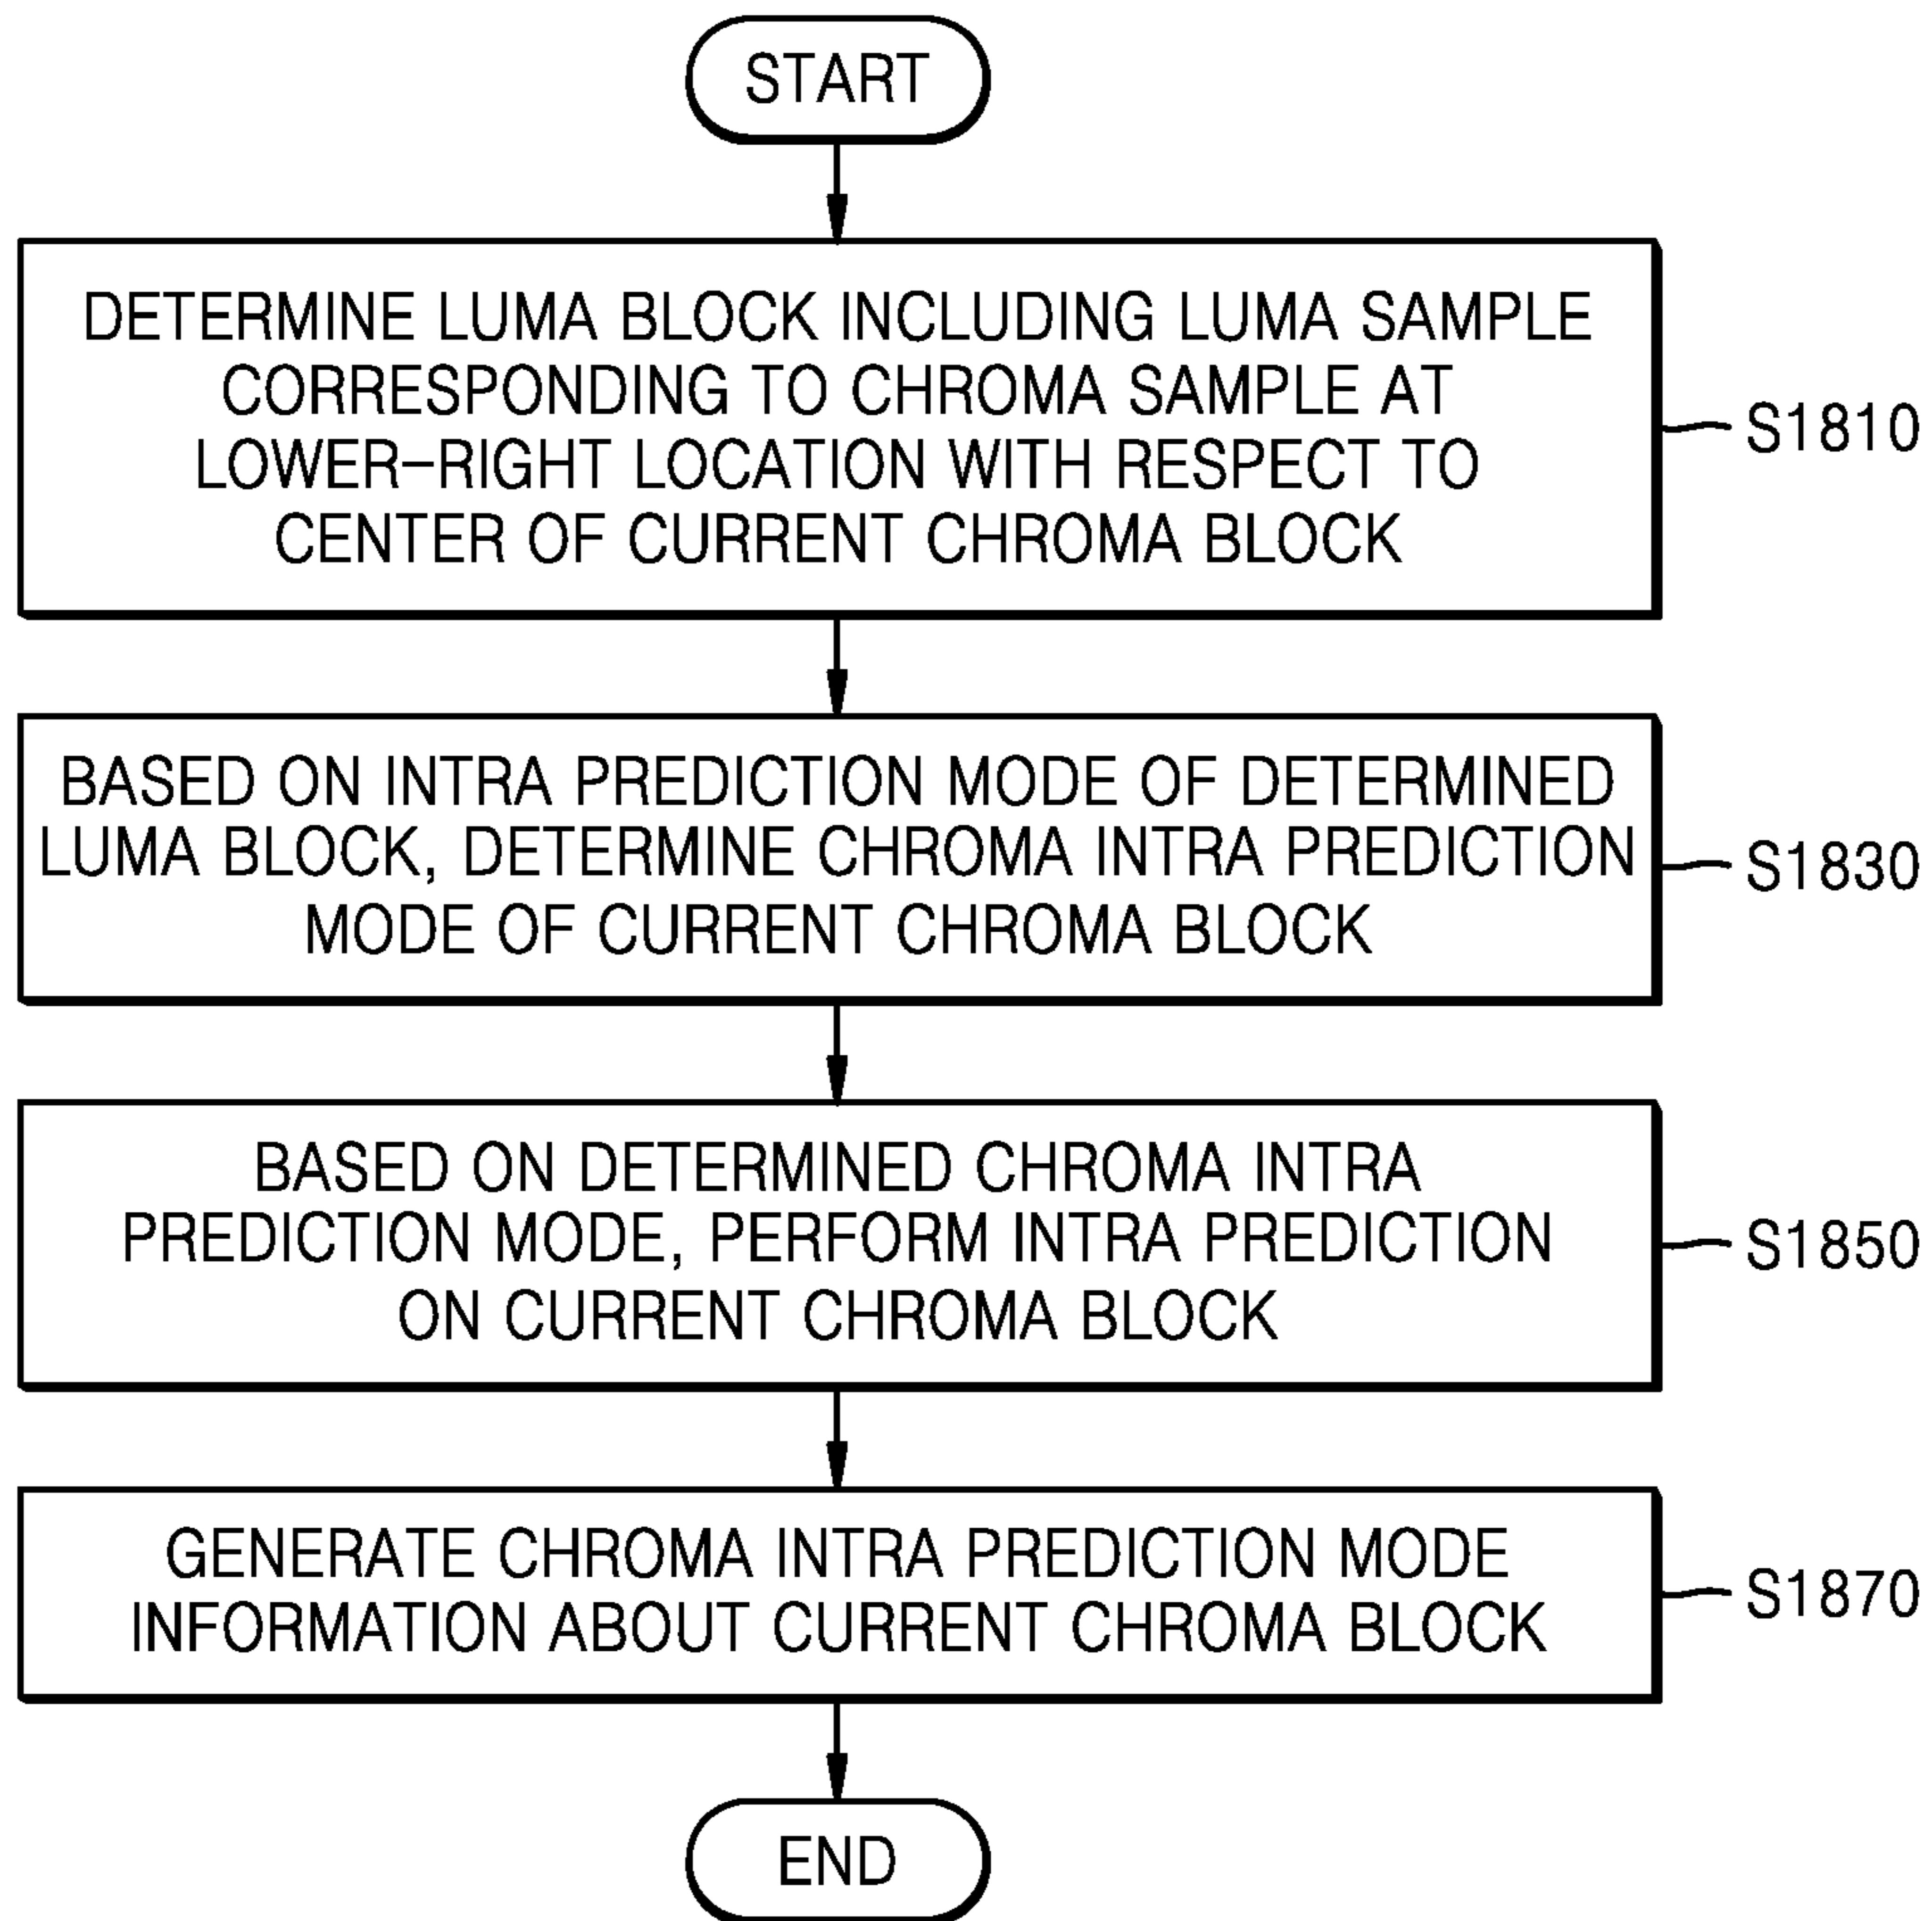 START
DETERMINE LUMA BLOCK INCLUDING LUMA SAMPLE
CORRESPONDING TO CHROMA SAMPLE AT
LOWER-RIGHT LOCATION WITH RESPECT TO
CENTER OF CURRENT CHROMA BLOCK
S1810
BASED ON INTRA PREDICTION MODE OF DETERMINED
LUMA BLOCK, DETERMINE CHROMA INTRA PREDICTION
MODE OF CURRENT CHROMA BLOCK
S1830
BASED ON DETERMINED CHROMA INTRA
PREDICTION MODE, PERFORM INTRA PREDICTION
ON CURRENT CHROMA BLOCK
S1850
GENERATE CHROMA INTRA PREDICTION MODE
INFORMATION ABOUT CURRENT CHROMA BLOCK
S1870
END